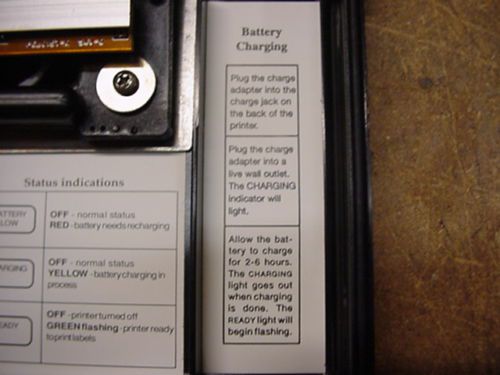 Battery
Charging
Plug the charge
adapter into the
charge jack on
the back of the
printer.
Plug the charge
adapter into a
live wall outlet.
The CHARGING
indicator will
light.
Allow the bat-
tery to charge
for 2-6 hours.
The CHARGING
light goes out
when charging
is done. The
READY light will
begin flashing.
Status indications
ATTERY
LOW
OFF - normal status
RED - battery needs recharging
ARGING
OFF - normal status
YELLOW - battery charging in
process
EADY
OFF - printer turned off
GREEN flashing - printer ready
to print labels